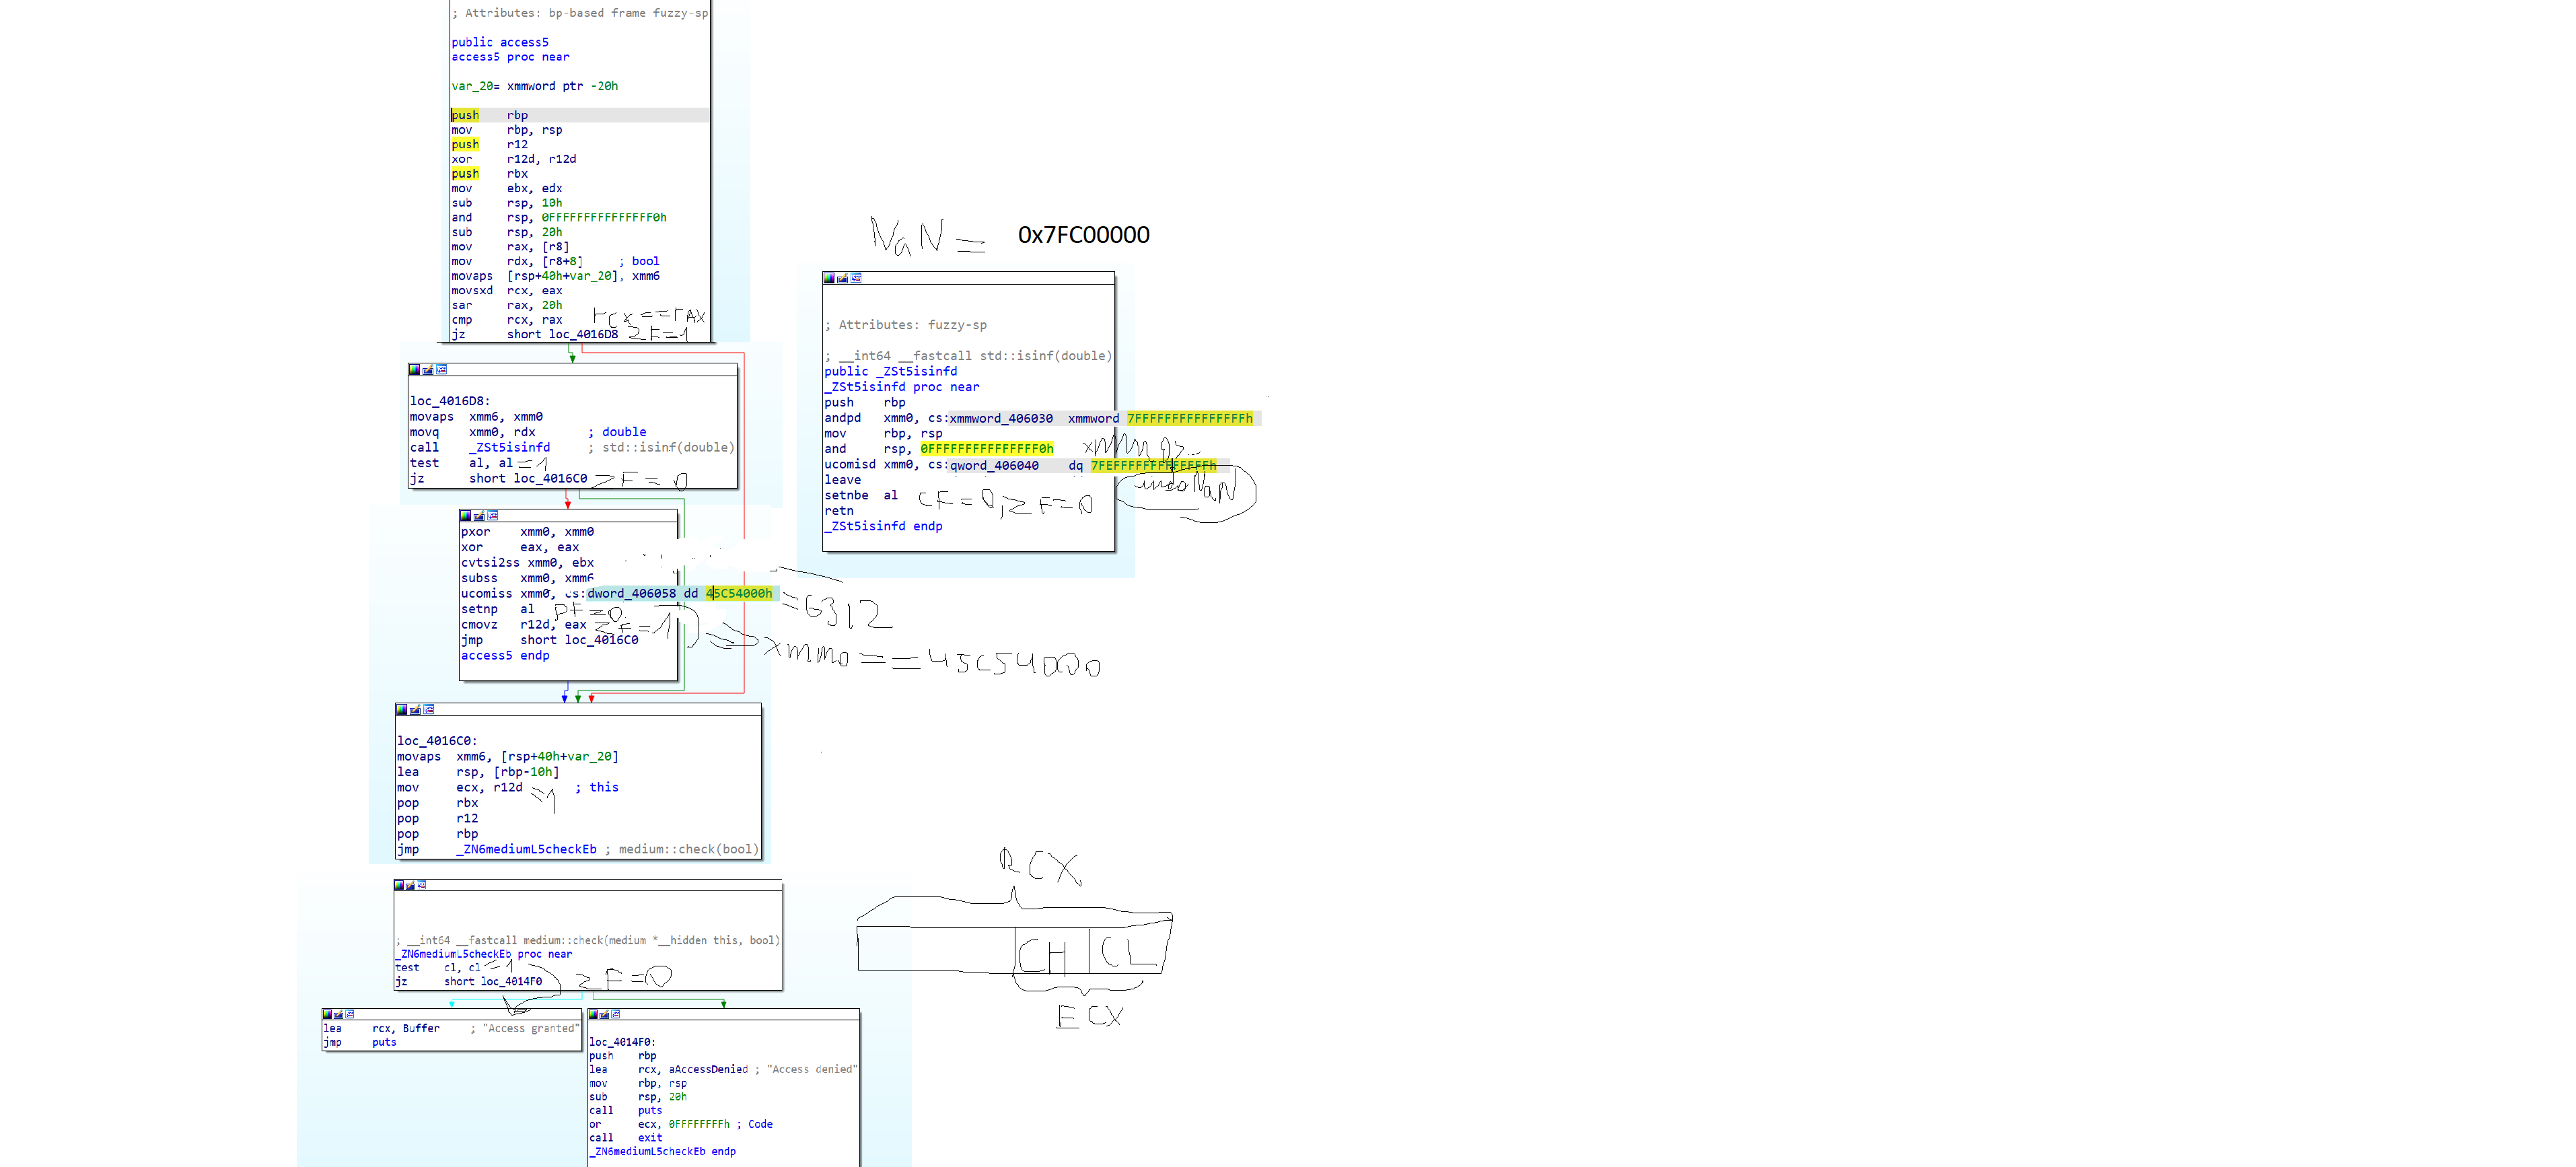 ; Attributes: bp-based frame fuzzy-sp
public access5
access5 proc near
var_20= xmmword ptr -20h
push rbp
mov rbp, rsp
push r12
xor r12d, r12d
push rbx
mov ebx, edx
sub rsp, 10h
and rsp, 0FFFFFFFFFFFFFFF0h
sub rsp, 20h
mov rax, [r8]
mov rdx, [r8+8] ; bool
movaps [rsp+40h+var_20], xmm6
movsxd rcx, eax
sar rax, 20h
cmp rcx, rax rcx==rAx
jz short loc_4016D8 ZF=1
loc_4016D8:
movaps xmm6, xmm0
movq xmm0, rdx ; double
call _ZSt5isinfd ; std::isinf(double)
test al, al =1
jz short loc_4016C0 ZF=0
pxor xmm0, xmm0
xor eax, eax
cvtsi2ss xmm0, ebx
subss xmm0, xmm6
ucomiss xmm0, cs:dword_406058 dd 45C54000h =6312
setnp al PF=0
cmovz r12d, eax ZF=1 => xmm0==45C54000
jmp short loc_4016C0
access5 endp
loc_4016C0:
movaps xmm6, [rsp+40h+var_20]
lea rsp, [rbp-10h]
mov ecx, r12d =1 ; this
pop rbx
pop r12
pop rbp
jmp _ZN6mediumL5checkEb ; medium::check(bool)
; __int64 __fastcall medium::check(medium *__hidden this, bool)
_ZN6mediumL5checkEb proc near
test cl, cl =1
jz short loc_4014F0 ZF=0
lea rcx, Buffer ; "Access granted"
jmp puts
loc_4014F0:
push rbp
lea rcx, aAccessDenied ; "Access denied"
mov rbp, rsp
sub rsp, 20h
call puts
or ecx, 0FFFFFFFFh ; Code
call exit
_ZN6mediumL5checkEb endp
NaN = 0x7FC00000
; Attributes: fuzzy-sp
; __int64 __fastcall std::isinf(double)
public _ZSt5isinfd
_ZSt5isinfd proc near
push rbp
andpd xmm0, cs:xmmword_406030 xmmword 7FFFFFFFFFFFFFFFh
mov rbp, rsp
and rsp, 0FFFFFFFFFFFFFFF0h xmm0>...
ucomisd xmm0, cs:qword_406040 dq 7FEFFFFFFFFFFFFFh
leave
setnbe al CF=0, ZF=0 NaN
retn
_ZSt5isinfd endp
RCX
CH CL
ECX